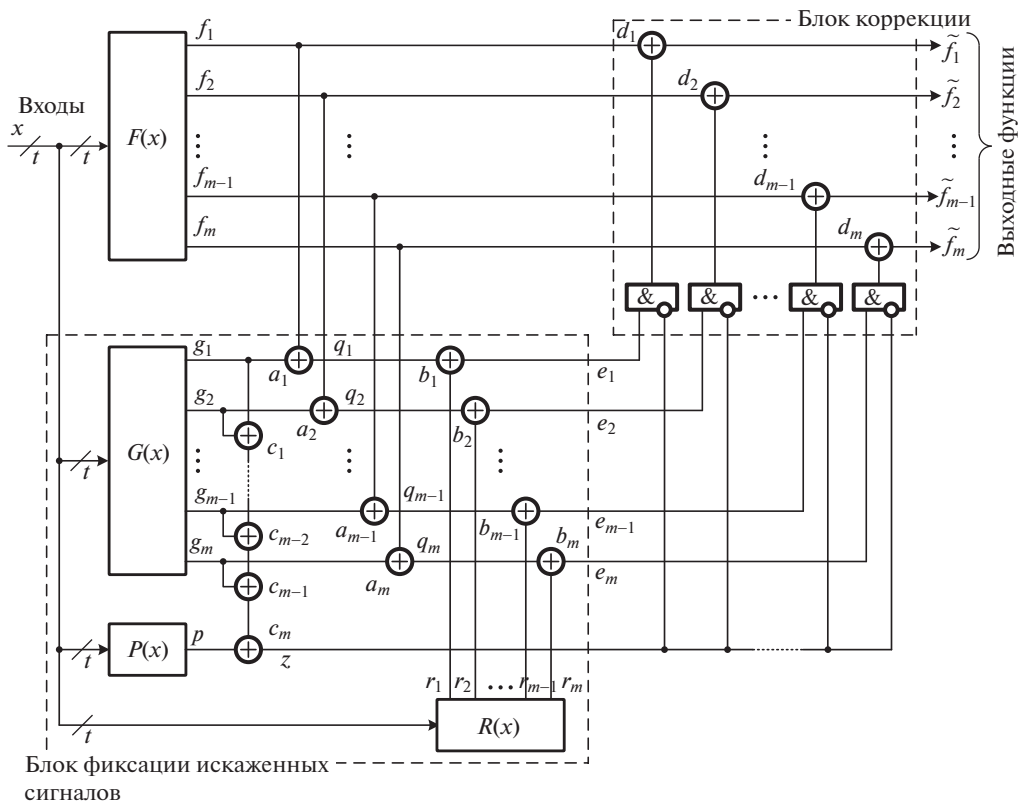 Блок коррекции
f₁ d₁ f̃₁
f₂ d₂ f̃₂
Входы
x
t t F(x)
⋮ ⋮ ⋮ ⋮
fₘ₋₁ dₘ₋₁ f̃ₘ₋₁
fₘ dₘ f̃ₘ
Выходные функции
& & ... & &
g₁ a₁ q₁ b₁ e₁
g₂ c₁ a₂ q₂ b₂ e₂
t G(x)
⋮ ⋮ ⋮
gₘ₋₁ cₘ₋₂ aₘ₋₁ qₘ₋₁ bₘ₋₁ eₘ₋₁
gₘ cₘ₋₁ aₘ qₘ bₘ eₘ
t P(x) p cₘ z
r₁ r₂ ... rₘ₋₁ rₘ
t R(x)
Блок фиксации искаженных
сигналов